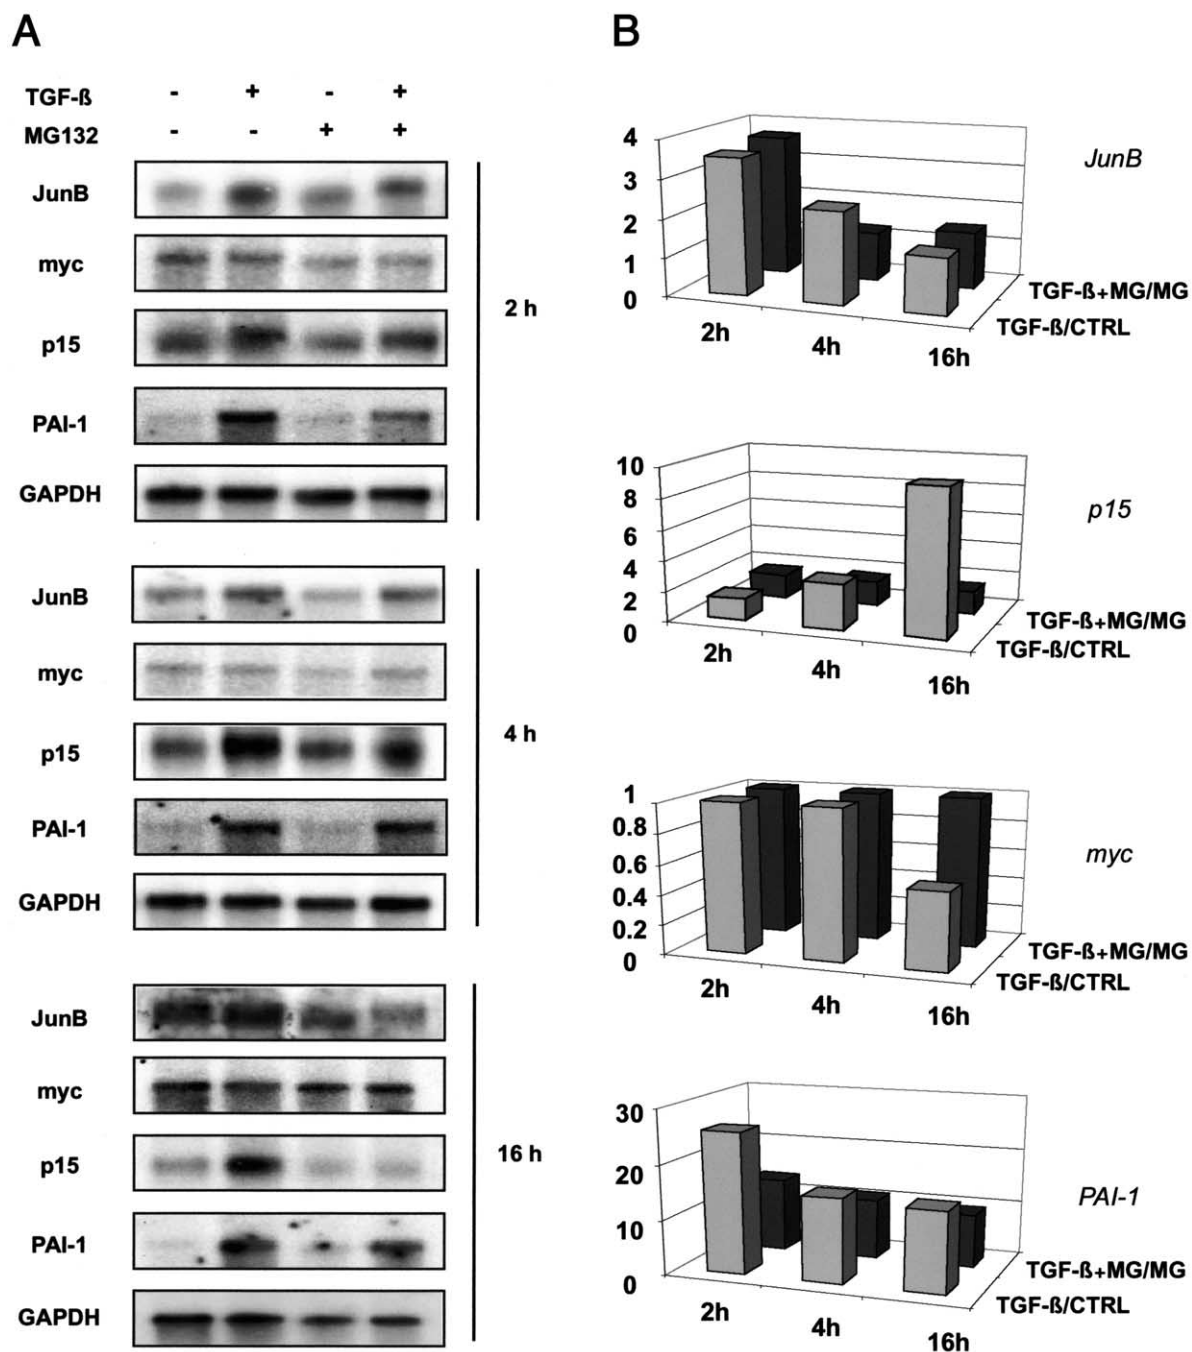 A
TGF-ß - + - +
MG132 - - + +
JunB
myc
p15
PAI-1
GAPDH
2 h
JunB
myc
p15
PAI-1
GAPDH
4 h
JunB
myc
p15
PAI-1
GAPDH
16 h
B
4
3
2
1
0
2h
4h
16h
JunB
TGF-ß+MG/MG
TGF-ß/CTRL
10
8
6
4
2
0
2h
4h
16h
p15
TGF-ß+MG/MG
TGF-ß/CTRL
1
0.8
0.6
0.4
0.2
0
2h
4h
16h
myc
TGF-ß+MG/MG
TGF-ß/CTRL
30
20
10
0
2h
4h
16h
PAI-1
TGF-ß+MG/MG
TGF-ß/CTRL